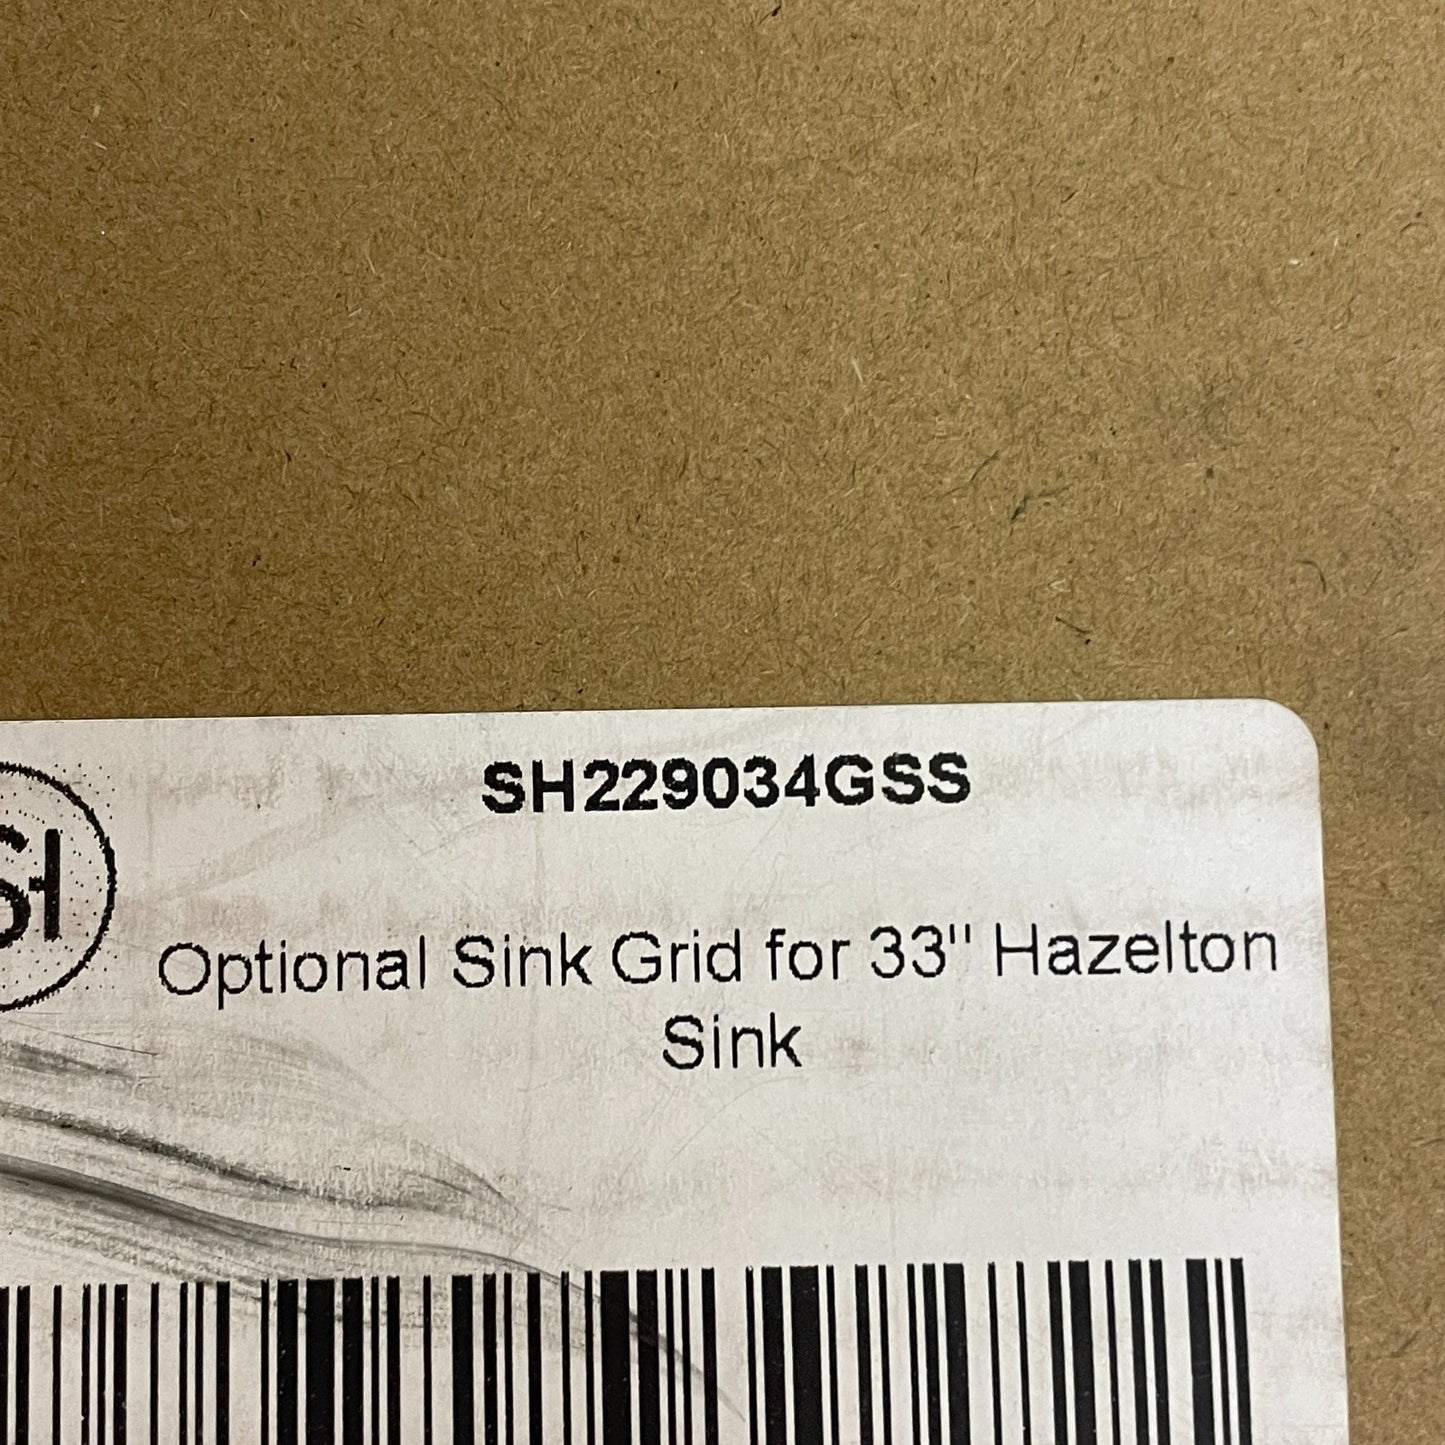 SH229034GSS
Optional Sink Grid for 33" Hazelton
Sink